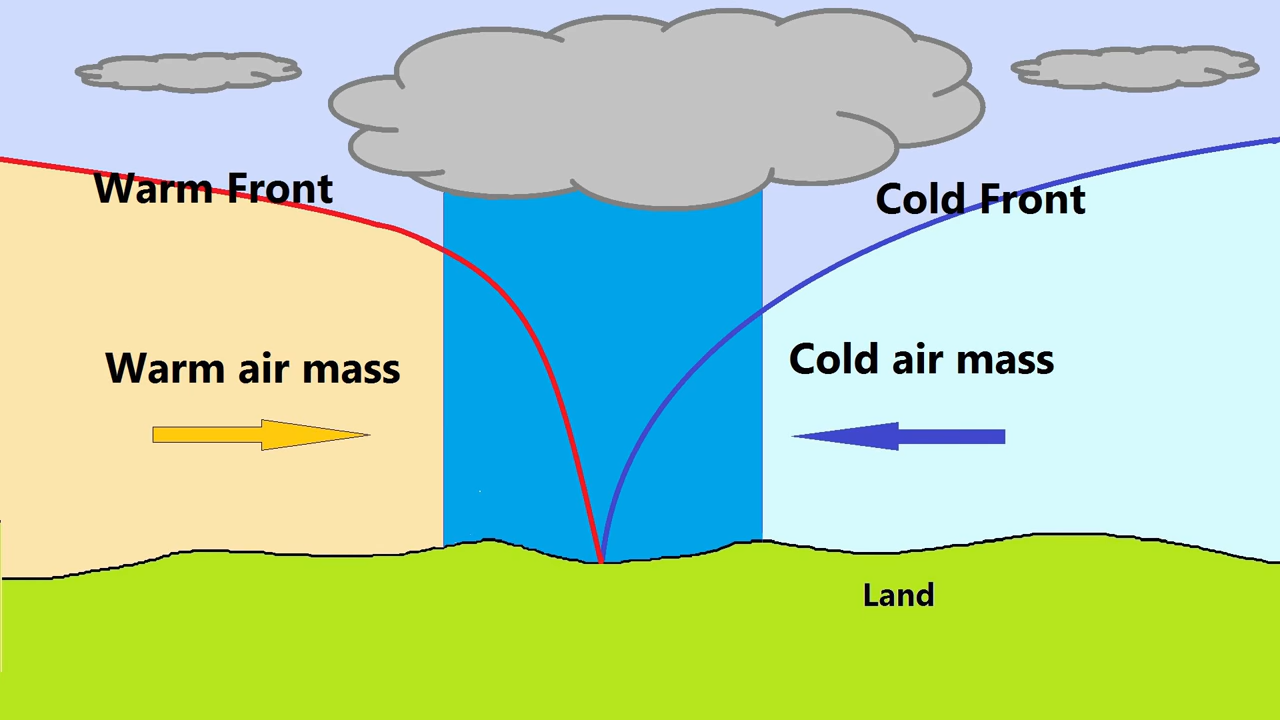 Warm Front
Cold Front
Warm air mass
Cold air mass
Land